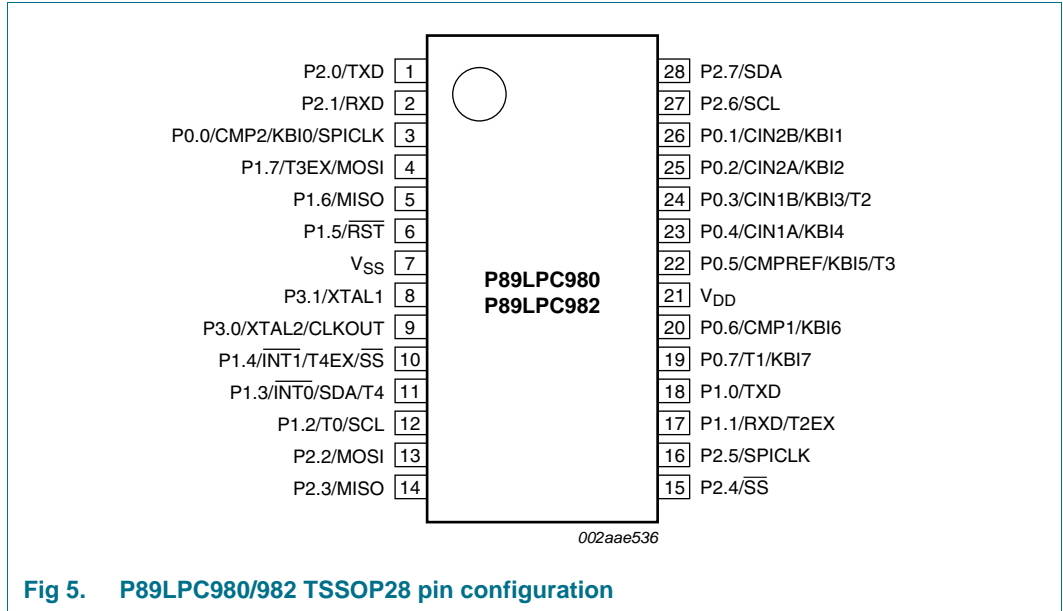 P2.0/TXD 1
P2.1/RXD 2
P0.0/CMP2/KBI0/SPICLK 3
P1.7/T3EX/MOSI 4
P1.6/MISO 5
P1.5/R̅S̅T̅ 6
VSS 7
P3.1/XTAL1 8
P3.0/XTAL2/CLKOUT 9
P1.4/I̅N̅T̅1̅/T4EX/S̅S̅ 10
P1.3/I̅N̅T̅0̅/SDA/T4 11
P1.2/T0/SCL 12
P2.2/MOSI 13
P2.3/MISO 14
P89LPC980
P89LPC982
28 P2.7/SDA
27 P2.6/SCL
26 P0.1/CIN2B/KBI1
25 P0.2/CIN2A/KBI2
24 P0.3/CIN1B/KBI3/T2
23 P0.4/CIN1A/KBI4
22 P0.5/CMPREF/KBI5/T3
21 VDD
20 P0.6/CMP1/KBI6
19 P0.7/T1/KBI7
18 P1.0/TXD
17 P1.1/RXD/T2EX
16 P2.5/SPICLK
15 P2.4/S̅S̅
002aae536
Fig 5. P89LPC980/982 TSSOP28 pin configuration